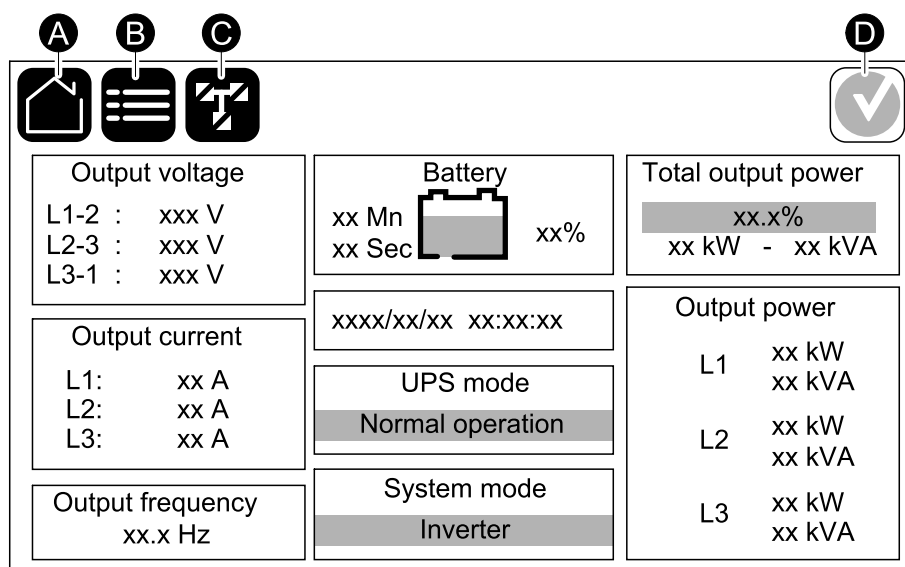 A
B
C
D
Output voltage
L1-2 : xxx V
L2-3 : xxx V
L3-1 : xxx V
Output current
L1: xx A
L2: xx A
L3: xx A
Output frequency
xx.x Hz
Battery
xx Mn
xx Sec
xx%
xxxx/xx/xx xx:xx:xx
UPS mode
Normal operation
System mode
Inverter
Total output power
xx.x%
xx kW - xx kVA
Output power
L1 xx kW
xx kVA
L2 xx kW
xx kVA
L3 xx kW
xx kVA